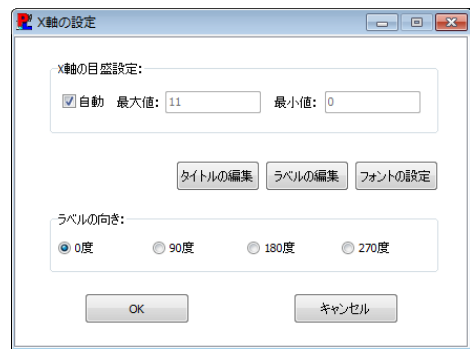 X軸の設定
X軸の目盛設定:
自動 最大値: 11 最小値: 0
タイトルの編集 ラベルの編集 フォントの設定
ラベルの向き:
0度 90度 180度 270度
OK キャンセル